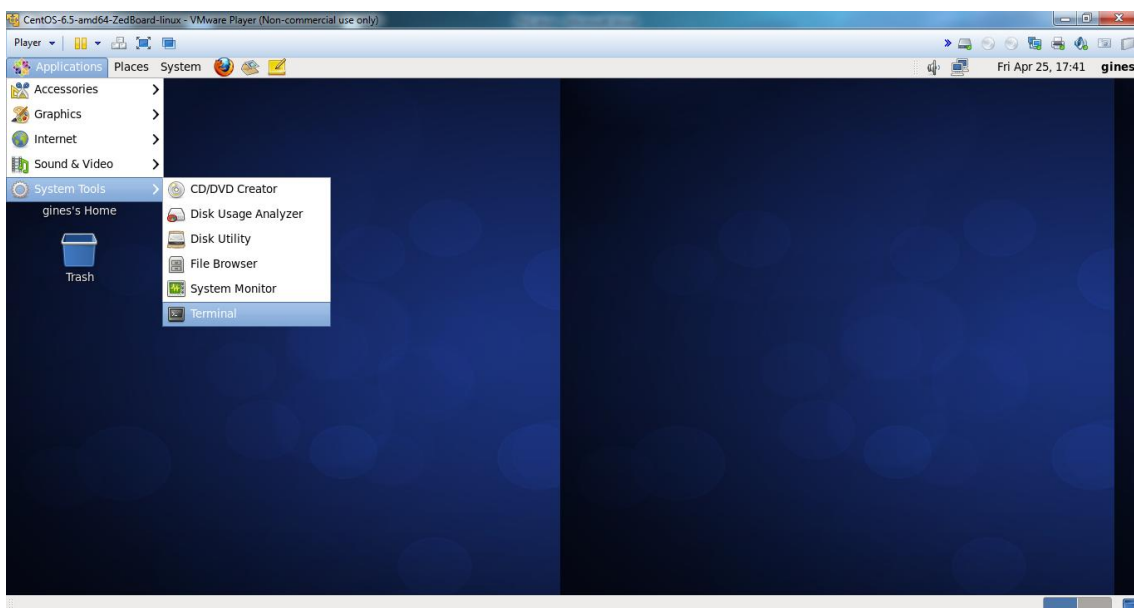 CentOS-6.5-amd64-ZedBoard-linux - VMware Player (Non-commercial use only)
Player
Applications Places System Fri Apr 25, 17:41 gines
Accessories
Graphics
Internet
Sound & Video
System Tools
CD/DVD Creator
gines's Home
Disk Usage Analyzer
Disk Utility
File Browser
Trash
System Monitor
Terminal